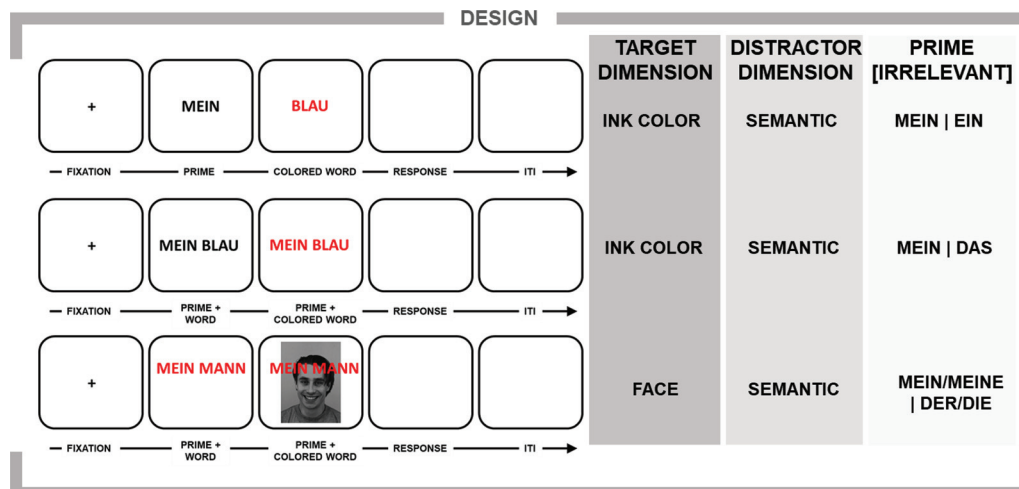 DESIGN
TARGET DIMENSION
DISTRACTOR DIMENSION
PRIME [IRRELEVANT]
+
MEIN
BLAU
INK COLOR
SEMANTIC
MEIN | EIN
FIXATION
PRIME
COLORED WORD
RESPONSE
ITI
+
MEIN BLAU
MEIN BLAU
INK COLOR
SEMANTIC
MEIN | DAS
FIXATION
PRIME +
WORD
PRIME +
COLORED WORD
RESPONSE
ITI
+
MEIN MANN
MEIN MANN
FACE
SEMANTIC
MEIN/MEINE
| DER/DIE
FIXATION
PRIME +
WORD
PRIME +
COLORED WORD
RESPONSE
ITI